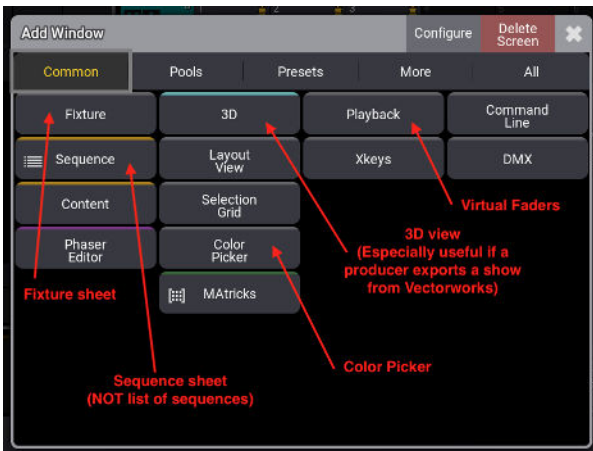 2
3
Add Window
Configure
Delete
Screen
Common
Pools
Presets
More
All
Fixture
3D
Playback
Command
Line
Sequence
Layout
View
Xkeys
DMX
Content
Selection
Grid
Virtual Faders
Phaser
Editor
Color
Picker
3D view
(Especially useful if a
producer exports a show
from Vectorworks)
Fixture sheet
MAtricks
Color Picker
Sequence sheet
(NOT list of sequences)